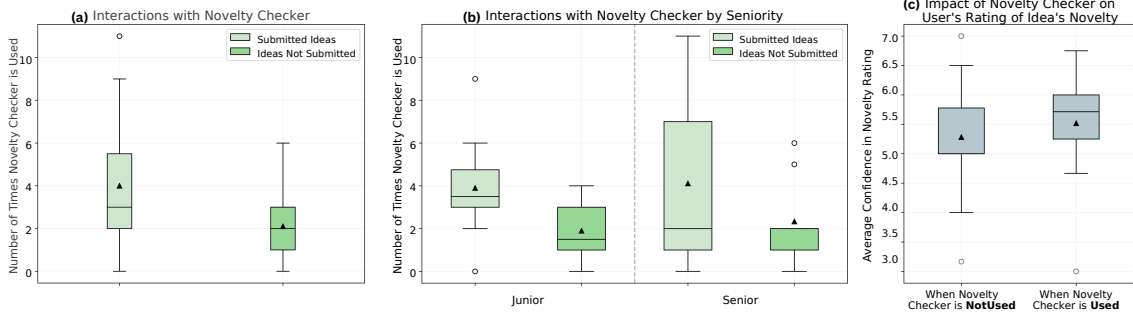 (a) Interactions with Novelty Checker
Number of Times Novelty Checker is Used
10
8
6
4
2
0
Submitted Ideas
Ideas Not Submitted
(b) Interactions with Novelty Checker by Seniority
Number of Times Novelty Checker is Used
10
8
6
4
2
0
Submitted Ideas
Ideas Not Submitted
Junior
Senior
(c) Impact of Novelty Checker on
User's Rating of Idea's Novelty
Average Confidence in Novelty Rating
7.0
6.5
6.0
5.5
5.0
4.5
4.0
3.5
3.0
When Novelty
Checker is NotUsed
When Novelty
Checker is Used